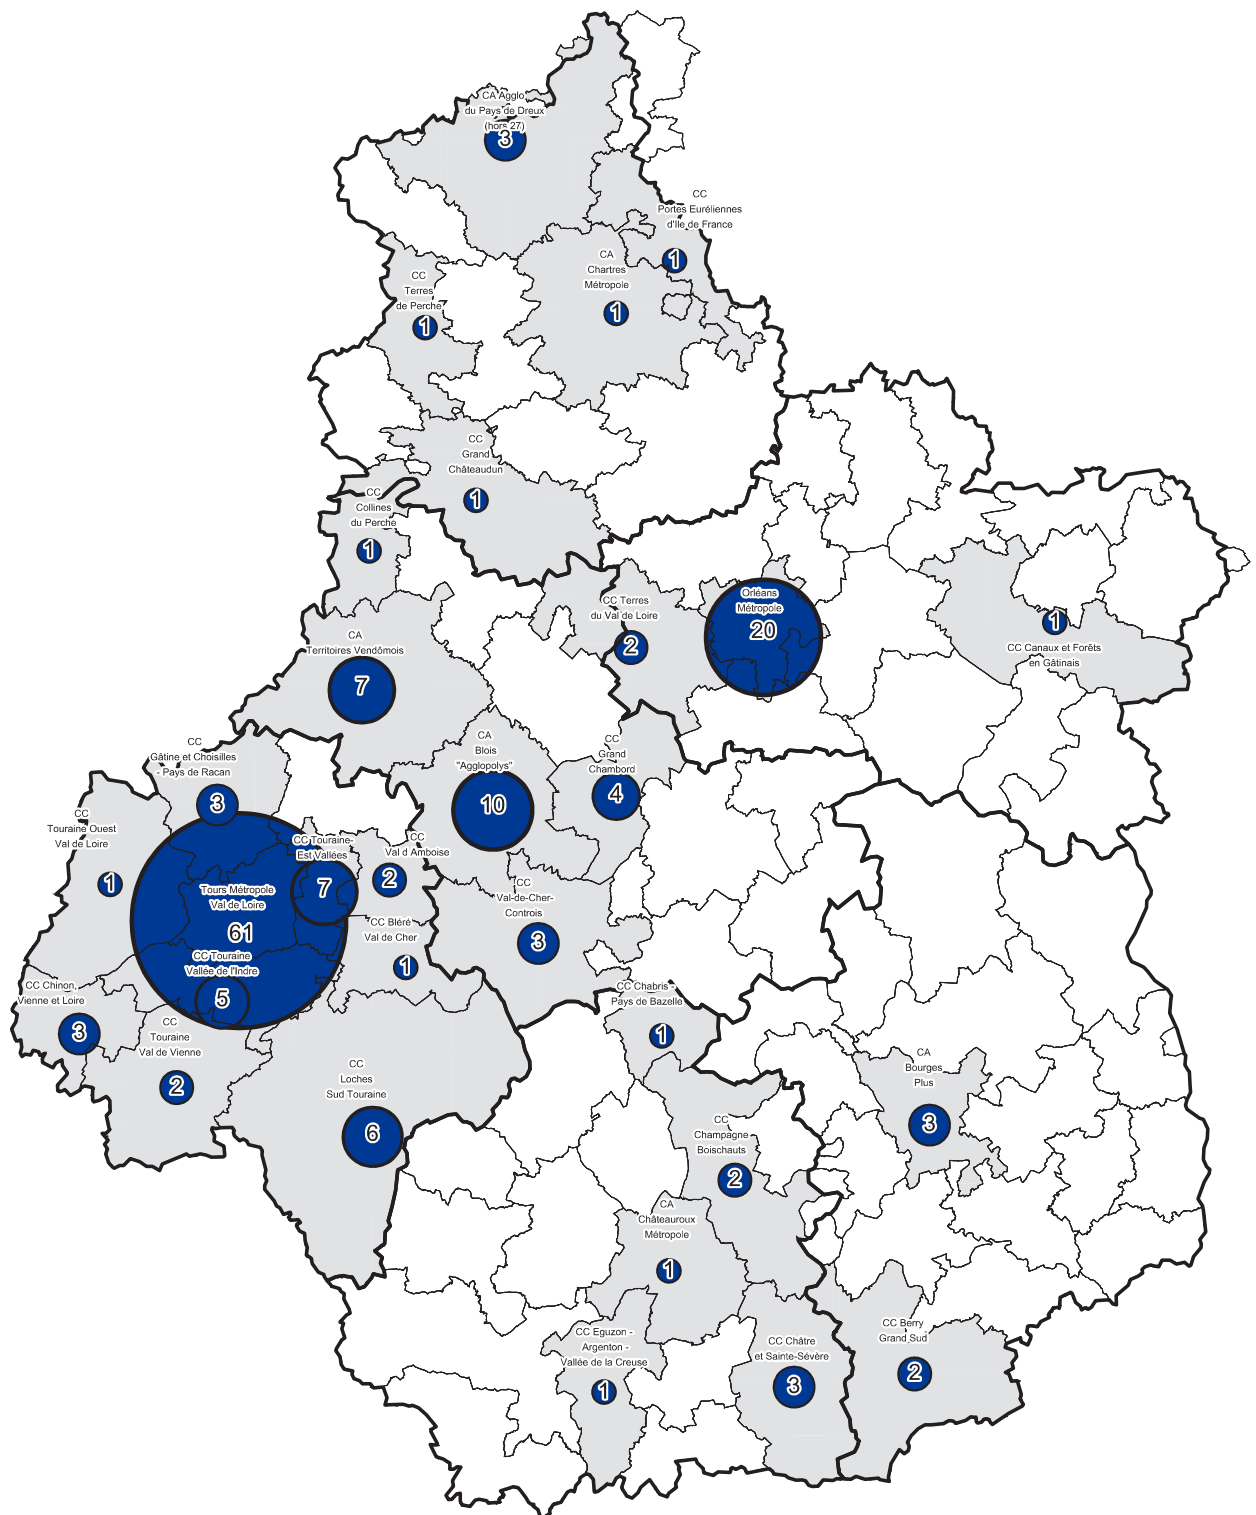 CA Agglo
du Pays de Dreux
(hors 27)
3
CC
Portes Euréliennes
d'Ile de France
1
CA
Chartres
Métropole
1
CC
Terres
de Perche
1
CC
Grand
Châteaudun
1
CC
Collines
du Perche
1
CC Terres
du Val de Loire
2
Orléans
Métropole
20
1
CC Canaux et Forêts
en Gâtinais
CA
Territoires Vendômois
7
CC
Gâtine et Choisilles
- Pays de Racan
3
CA
Blois
"Agglopolys"
10
CC
Grand
Chambord
4
CC
Touraine Ouest
Val de Loire
1
CC Touraine-
Est Vallées
7
CC
Val d Amboise
2
Tours Métropole
Val de Loire
61
CC Bléré
Val de Cher
1
CC
Val-de-Cher-
Controis
3
CC Touraine
Vallée de l'Indre
5
CC Chinon,
Vienne et Loire
3
CC
Touraine
Val de Vienne
2
CC Chabris -
Pays de Bazelle
1
CC
Loches
Sud Touraine
6
CA
Bourges
Plus
3
CC
Champagne
Boischauts
2
CA
Châteauroux
Métropole
1
CC Eguzon -
Argenton -
Vallée de la Creuse
1
CC Châtre
et Sainte-Sévère
3
CC Berry
Grand Sud
2